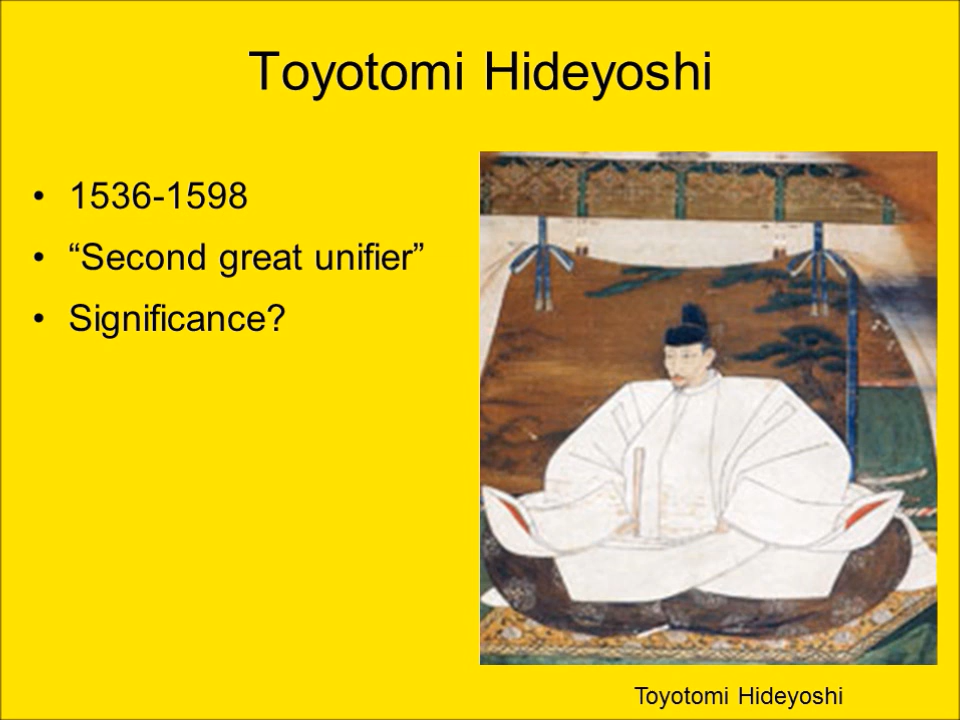 Toyotomi Hideyoshi
• 1536-1598
• “Second great unifier”
• Significance?
Toyotomi Hideyoshi